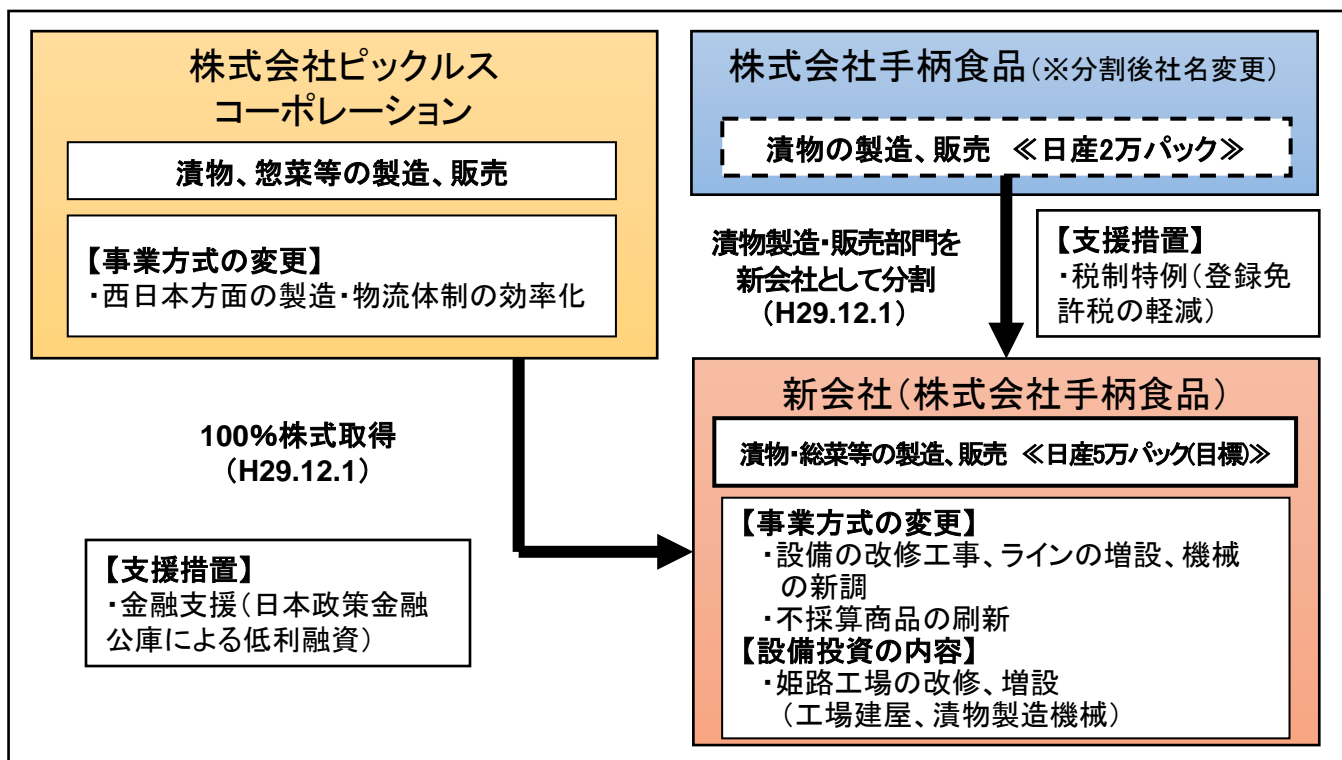 株式会社ピックルス
コーポレーション
漬物、惣菜等の製造、販売
【事業方式の変更】
・西日本方面の製造・物流体制の効率化
株式会社手柄食品(※分割後社名変更)
漬物の製造、販売 ≪日産2万パック≫
漬物製造・販売部門を
新会社として分割
(H29.12.1)
【支援措置】
・税制特例(登録免
許税の軽減)
100%株式取得
(H29.12.1)
【支援措置】
・金融支援(日本政策金融
公庫による低利融資)
新会社(株式会社手柄食品)
漬物・総菜等の製造、販売 ≪日産5万パック(目標)≫
【事業方式の変更】
・設備の改修工事、ラインの増設、機械
の新調
・不採算商品の刷新
【設備投資の内容】
・姫路工場の改修、増設
(工場建屋、漬物製造機械)